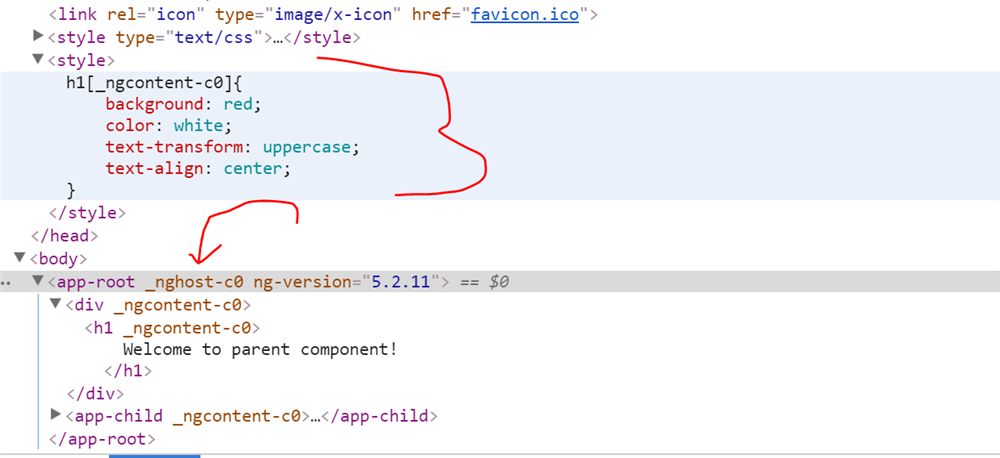 <link rel="icon" type="image/x-icon" href="favicon.ico">
<style type="text/css">…</style>
<style>
h1[_ngcontent-c0]{
background: red;
color: white;
text-transform: uppercase;
text-align: center;
}
</style>
</head>
<body>
<app-root _nghost-c0 ng-version="5.2.11"> == $0
<div _ngcontent-c0>
<h1 _ngcontent-c0>
Welcome to parent component!
</h1>
</div>
<app-child _ngcontent-c0>…</app-child>
</app-root>